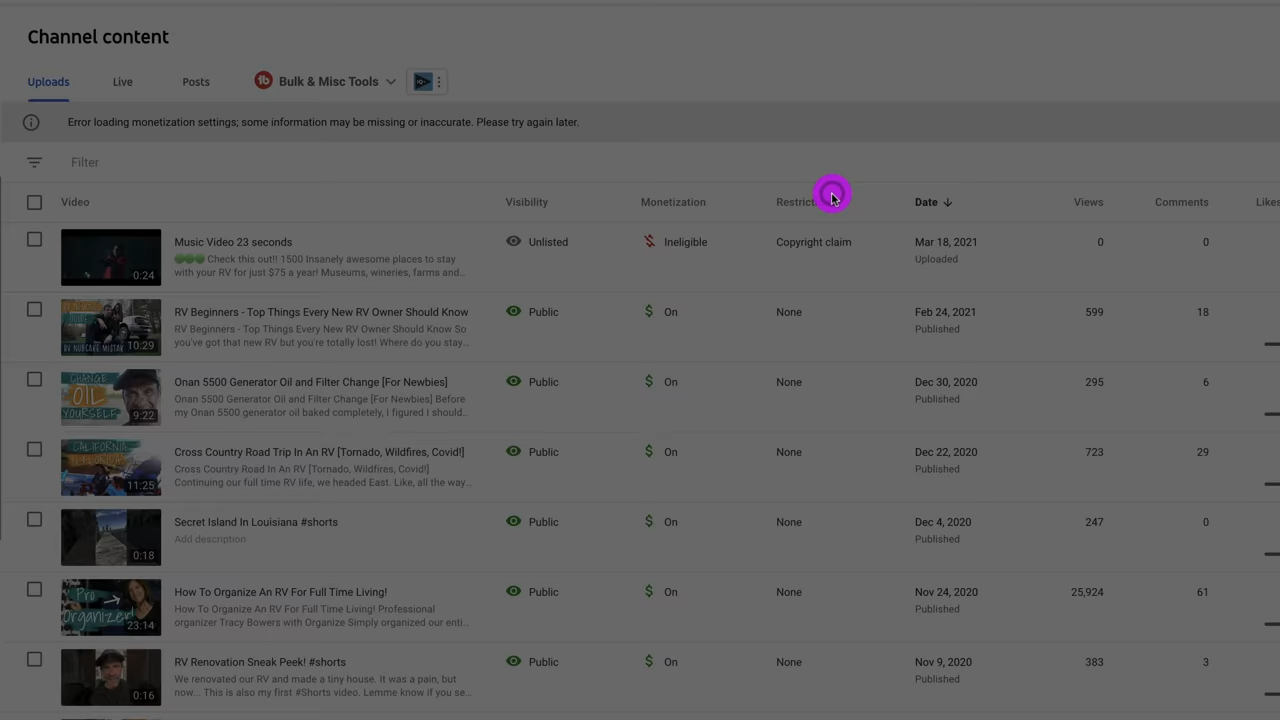 Channel content
Uploads Live Posts Bulk & Misc Tools
Error loading monetization settings; some information may be missing or inaccurate. Please try again later.
Filter
Video Visibility Monetization Date Views Comments Likes
Music Video 23 seconds Unlisted Ineligible Copyright claim Mar 18, 2021 0 0
Check this out!! 1500 Insanely awesome places to stay Uploaded
with your RV for just $75 a year! Museums, wineries, farms and...
0:24
RV Beginners - Top Things Every New RV Owner Should Know Public On None Feb 24, 2021 599 18
RV Beginners - Top Things Every New RV Owner Should Know So Published
you've got that new RV but you're totally lost! Where do you stay...
10:29
Onan 5500 Generator Oil and Filter Change [For Newbies] Public On None Dec 30, 2020 295 6
CHANGE
OIL
YOURSELF
Onan 5500 Generator Oil and Filter Change [For Newbies] Before Published
my Onan 5500 generator oil baked completely, I figured I should...
9:22
Cross Country Road Trip In An RV [Tornado, Wildfires, Covid!] Public On None Dec 22, 2020 723 29
CALIFORNIA
Cross Country Road In An RV [Tornado, Wildfires, Covid!] Published
Continuing our full time RV life, we headed East. Like, all the way...
11:25
Secret Island In Louisiana #shorts Public On None Dec 4, 2020 247 0
Add description Published
0:18
How To Organize An RV For Full Time Living! Public On None Nov 24, 2020 25,924 61
Pro
Organizer!
How To Organize An RV For Full Time Living! Professional Published
organizer Tracy Bowers with Organize Simply organized our enti...
23:14
RV Renovation Sneak Peek! #shorts Public On None Nov 9, 2020 383 3
We renovated our RV and made a tiny house. It was a pain, but Published
now... This is also my first #Shorts video. Lemme know if you se...
0:16